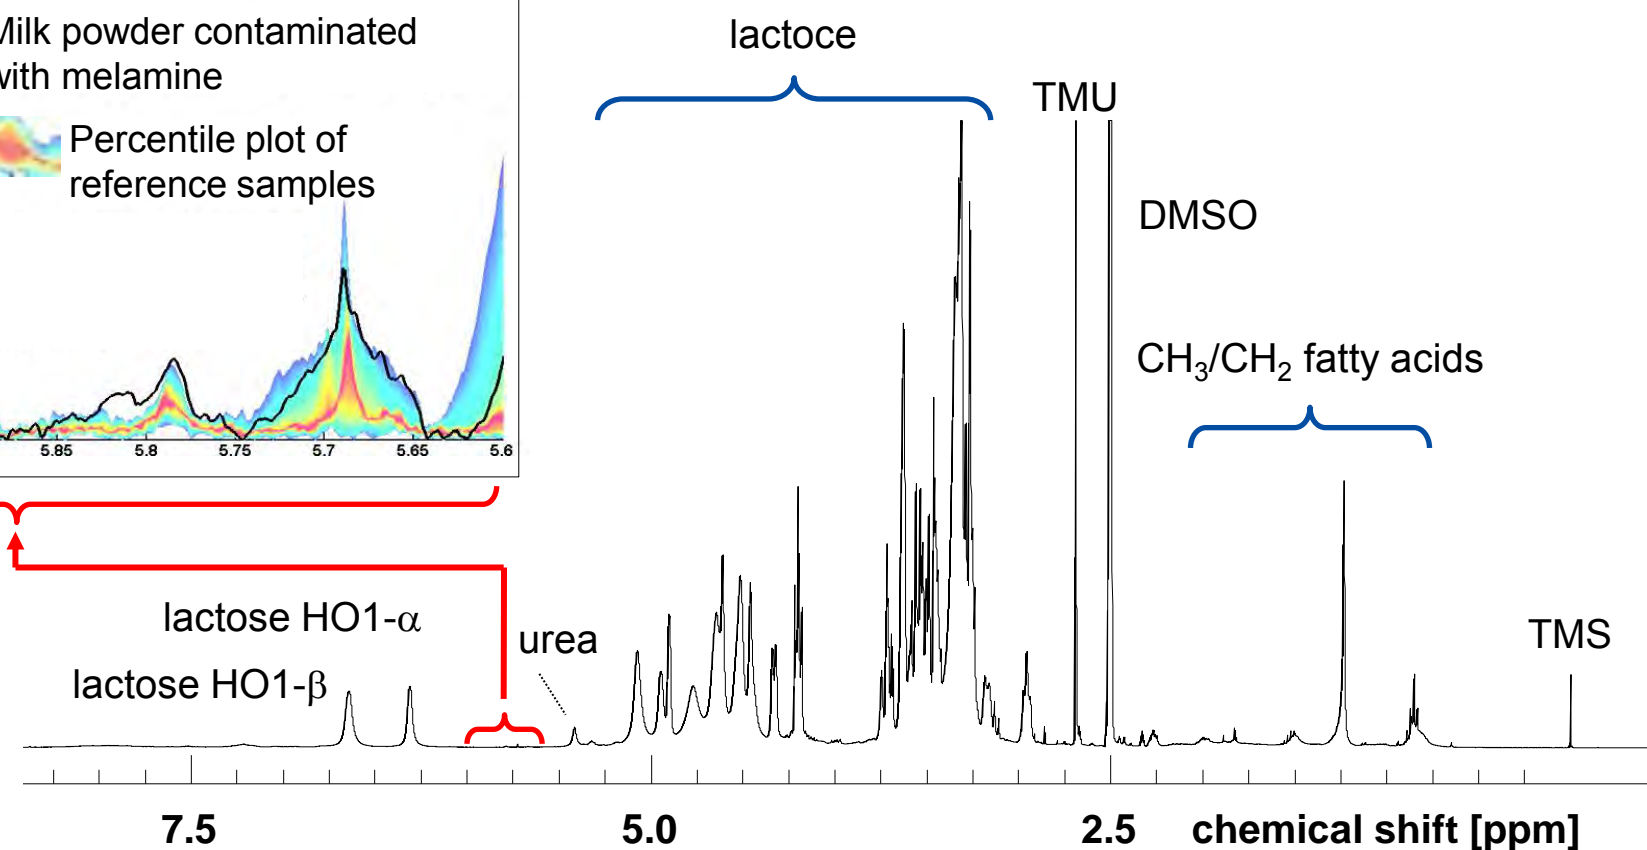 Milk powder contaminated
with melamine
Percentile plot of
reference samples
5.85 5.8 5.75 5.7 5.65 5.6
lactoce
TMU
DMSO
CH₃/CH₂ fatty acids
lactose HO1-α
lactose HO1-β
urea
TMS
7.5 5.0 2.5 chemical shift [ppm]